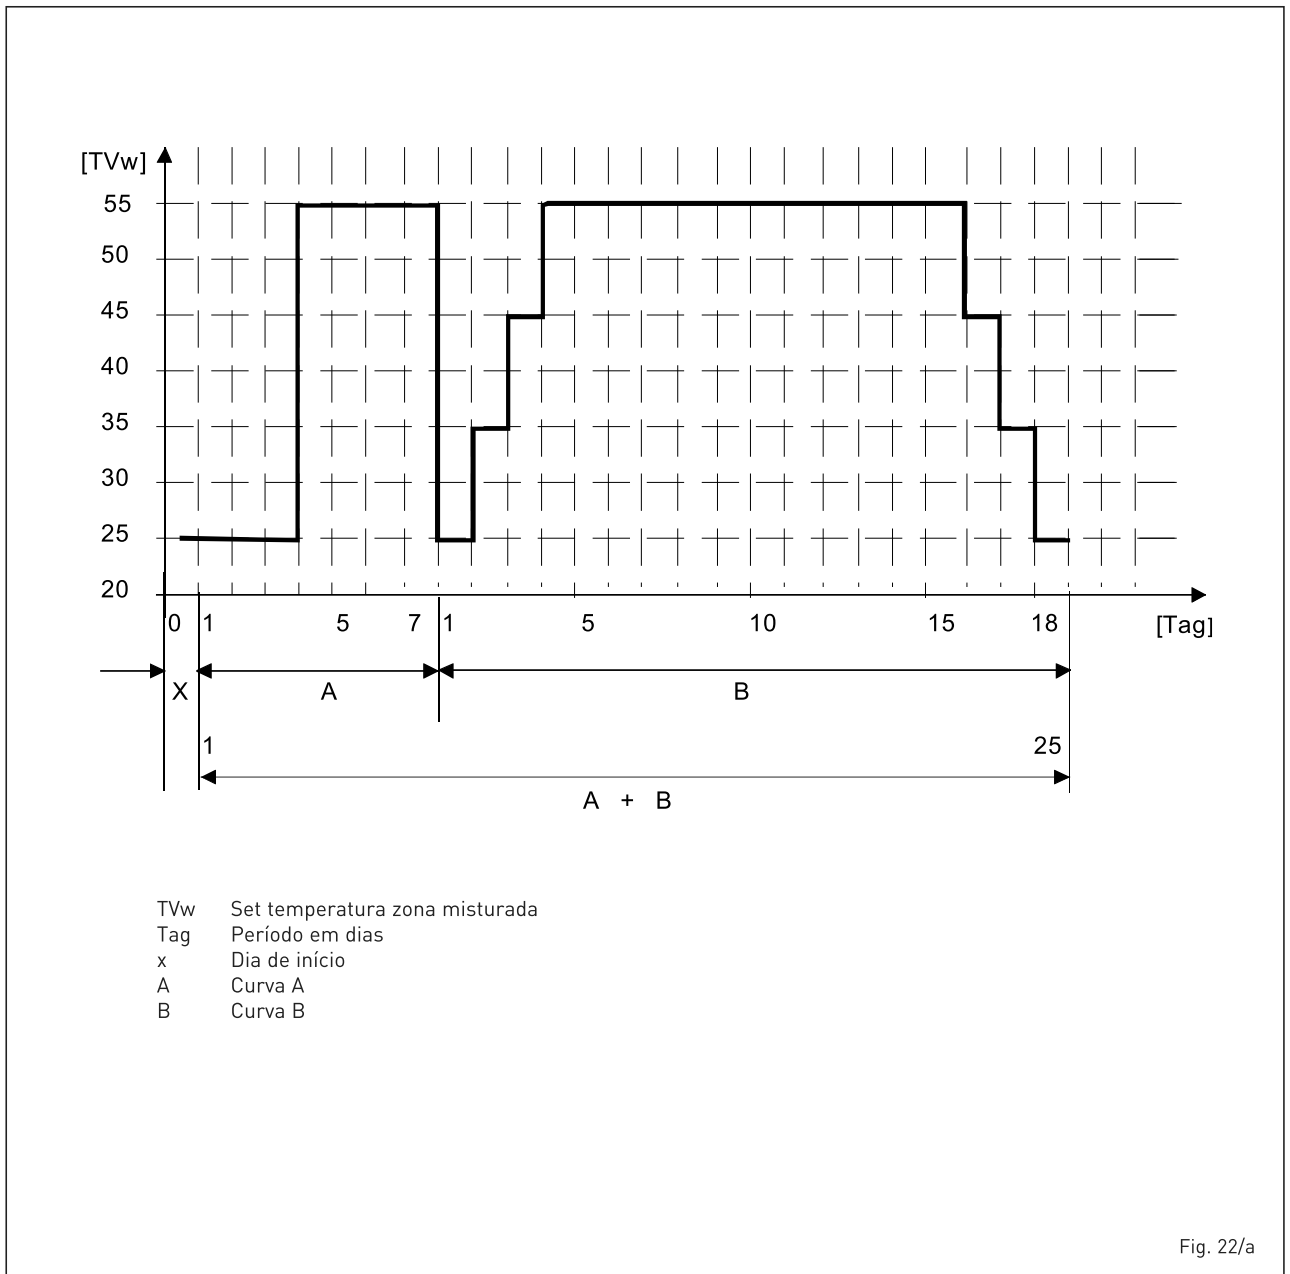 [TVw]
55
50
45
40
35
30
25
20
0 1 5 7 1 5 10 15 18 [Tag]
X A B
1 25
A + B
TVw Set temperatura zona misturada
Tag Período em dias
x Dia de início
A Curva A
B Curva B
Fig. 22/a